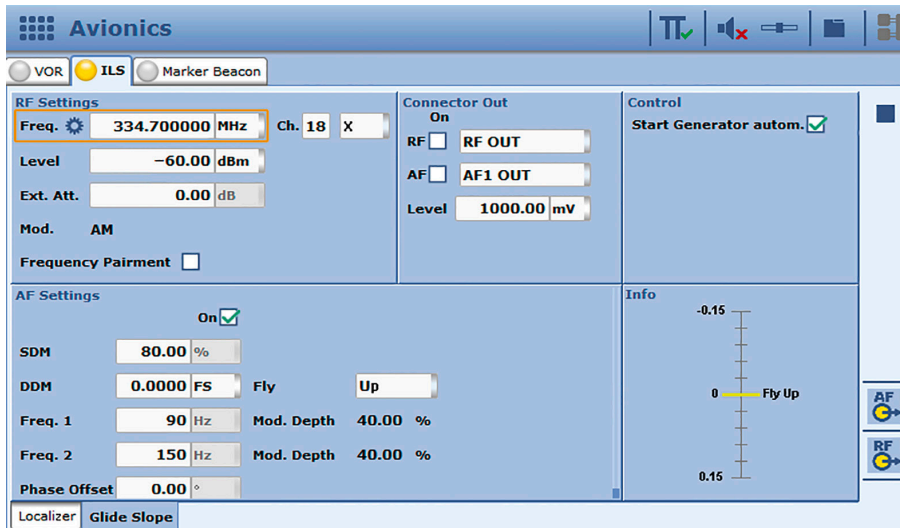 Avionics
VOR ILS Marker Beacon
RF Settings
Freq. 334.700000 MHz Ch. 18 X
Level −60.00 dBm
Ext. Att. 0.00 dB
Mod. AM
Frequency Pairment
Connector Out
On
RF RF OUT
AF AF1 OUT
Level 1000.00 mV
Control
Start Generator autom.
AF Settings
On
SDM 80.00 %
DDM 0.0000 FS Fly Up
Freq. 1 90 Hz Mod. Depth 40.00 %
Freq. 2 150 Hz Mod. Depth 40.00 %
Phase Offset 0.00 °
Info
-0.15
0 Fly Up
0.15
AF
RF
Localizer Glide Slope